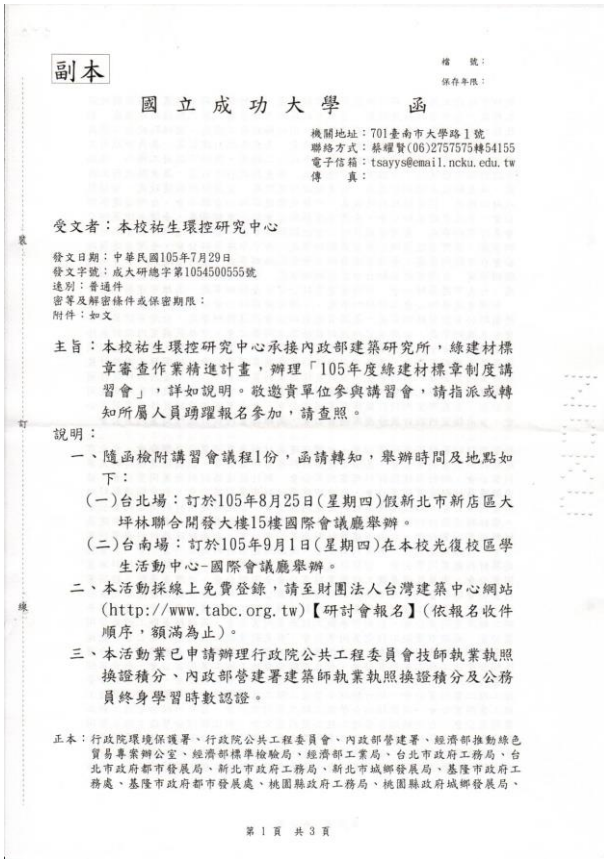 檔　　號：
保存年限：
副本
國立成功大學　　函
機關地址：701臺南市大學路1號
聯絡方式：蔡耀賢(06)2757575轉54155
電子信箱：tsayys@email.ncku.edu.tw
傳　　真：
受文者：本校祐生環控研究中心
發文日期：中華民國105年7月29日
發文字號：成大研總字第1054500555號
速別：普通件
密等及解密條件或保密期限：
附件：如文
主旨：本校祐生環控研究中心承接內政部建築研究所，綠建材標
章審查作業精進計畫，辦理「105年度綠建材標章制度講
習會」，詳如說明。敬邀貴單位參與講習會，請指派或轉
知所屬人員踴躍報名參加，請查照。
說明：
一、隨函檢附講習會議程1份，函請轉知，舉辦時間及地點如
下：
(一)台北場：訂於105年8月25日(星期四)假新北市新店區大
坪林聯合開發大樓15樓國際會議廳舉辦。
(二)台南場：訂於105年9月1日(星期四)在本校光復校區學
生活動中心-國際會議廳舉辦。
二、本活動採線上免費登錄，請至財團法人台灣建築中心網站
(http://www.tabc.org.tw)【研討會報名】(依報名收件
順序，額滿為止)。
三、本活動業已申請辦理行政院公共工程委員會技師執業執照
換證積分、內政部營建署建築師執業執照換證積分及公務
員終身學習時數認證。
正本：行政院環境保護署、行政院公共工程委員會、內政部營建署、經濟部推動綠色
貿易專案辦公室、經濟部標準檢驗局、經濟部工業局、台北市政府工務局、台
北市政府都市發展局、新北市政府工務局、新北市城鄉發展局、基隆市政府工
務處、基隆市政府都市發展處、桃園縣政府工務局、桃園縣政府城鄉發展局、
第1頁　共3頁
裝
訂
線